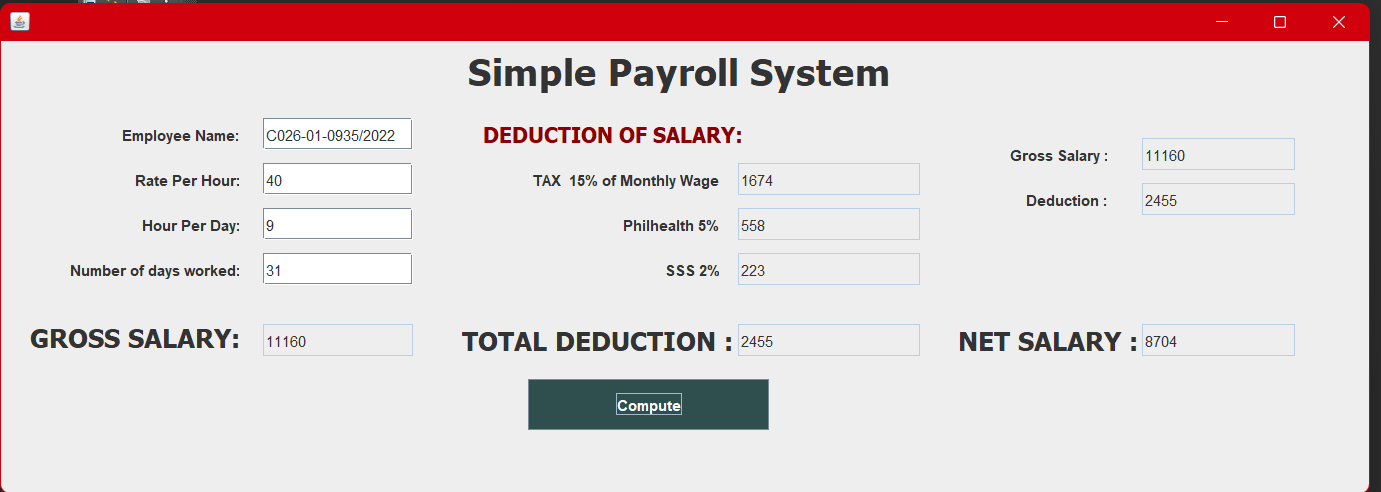 Simple Payroll System
Employee Name: C026-01-0935/2022
Rate Per Hour: 40
Hour Per Day: 9
Number of days worked: 31
GROSS SALARY: 11160
DEDUCTION OF SALARY:
TAX  15% of Monthly Wage 1674
Philhealth 5% 558
SSS 2% 223
TOTAL DEDUCTION : 2455
Gross Salary : 11160
Deduction : 2455
NET SALARY : 8704
Compute